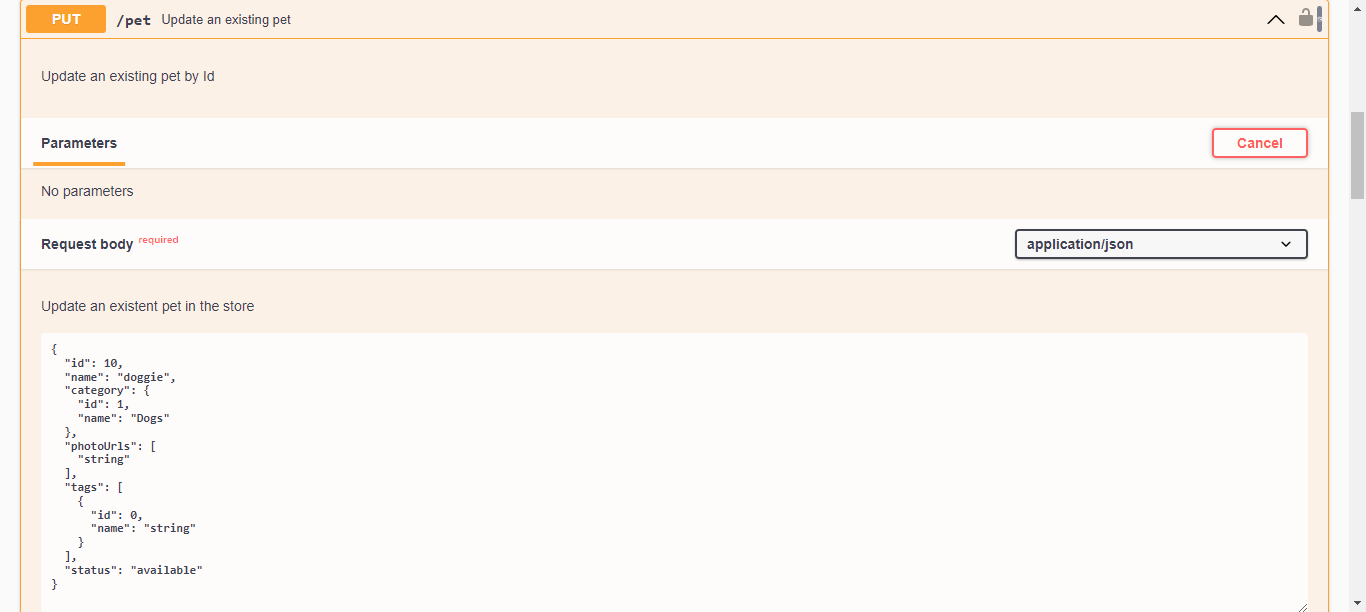 PUT /pet Update an existing pet
Update an existing pet by Id
Parameters Cancel
No parameters
Request body required application/json
Update an existent pet in the store
{
  "id": 10,
  "name": "doggie",
  "category": {
    "id": 1,
    "name": "Dogs"
  },
  "photoUrls": [
    "string"
  ],
  "tags": [
    {
      "id": 0,
      "name": "string"
    }
  ],
  "status": "available"
}